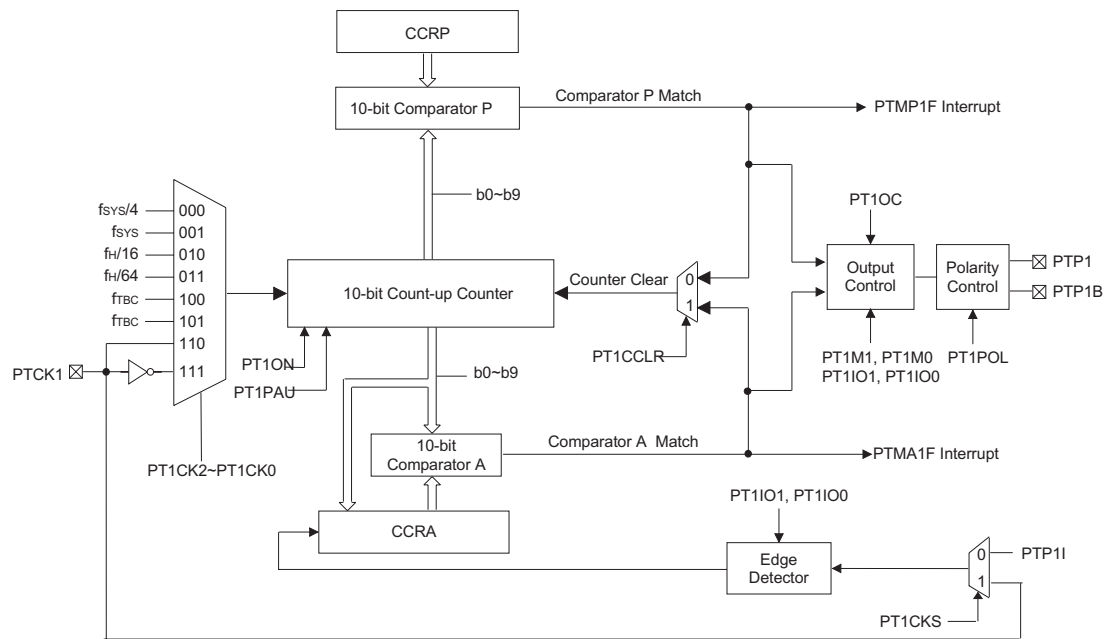 CCRP
10-bit Comparator P
Comparator P Match
PTMP1F Interrupt
b0~b9
fSYS/4
000
fSYS
001
fH/16
010
fH/64
011
fTBC
100
fTBC
101
110
111
PTCK1
PT1CK2~PT1CK0
10-bit Count-up Counter
PT1ON
PT1PAU
Counter Clear
0
1
PT1CCLR
PT1OC
Output
Control
Polarity
Control
PTP1
PTP1B
PT1M1, PT1M0
PT1IO1, PT1IO0
PT1POL
b0~b9
10-bit
Comparator A
Comparator A Match
PTMA1F Interrupt
CCRA
PT1IO1, PT1IO0
Edge
Detector
0
1
PTP1I
PT1CKS